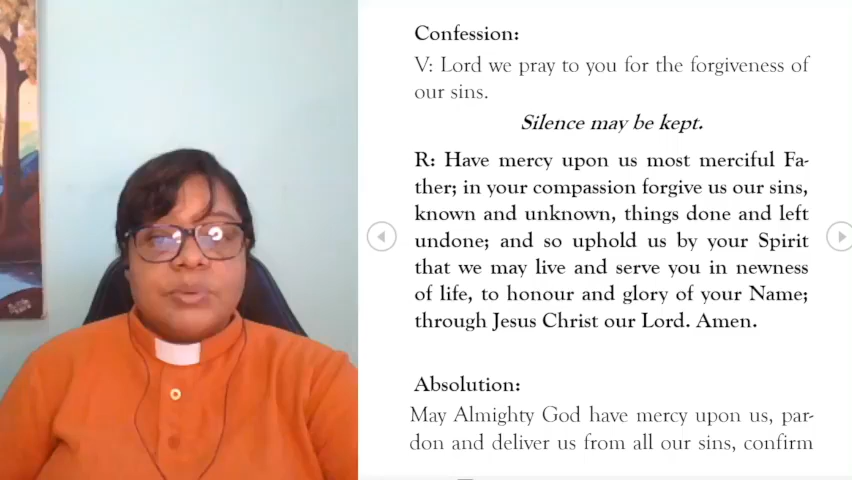 Confession:
V: Lord we pray to you for the forgiveness of
our sins.
Silence may be kept.
R: Have mercy upon us most merciful Fa-
ther; in your compassion forgive us our sins,
known and unknown, things done and left
undone; and so uphold us by your Spirit
that we may live and serve you in newness
of life, to honour and glory of your Name;
through Jesus Christ our Lord. Amen.
Absolution:
May Almighty God have mercy upon us, par-
don and deliver us from all our sins, confirm